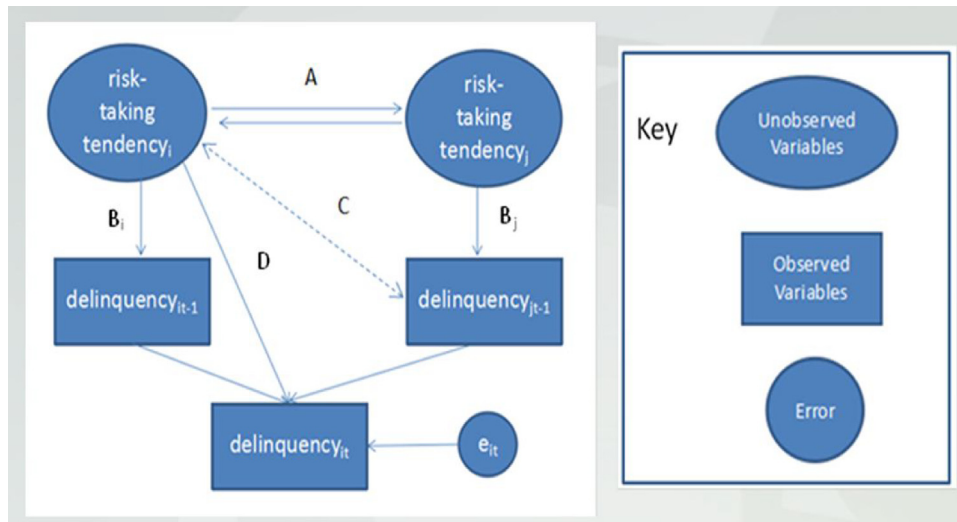 risk-
taking
tendencyᵢ
A
risk-
taking
tendencyⱼ
Bᵢ
C
Bⱼ
D
delinquencyᵢₜ₋₁
delinquencyⱼₜ₋₁
delinquencyᵢₜ
eᵢₜ
Key
Unobserved
Variables
Observed
Variables
Error